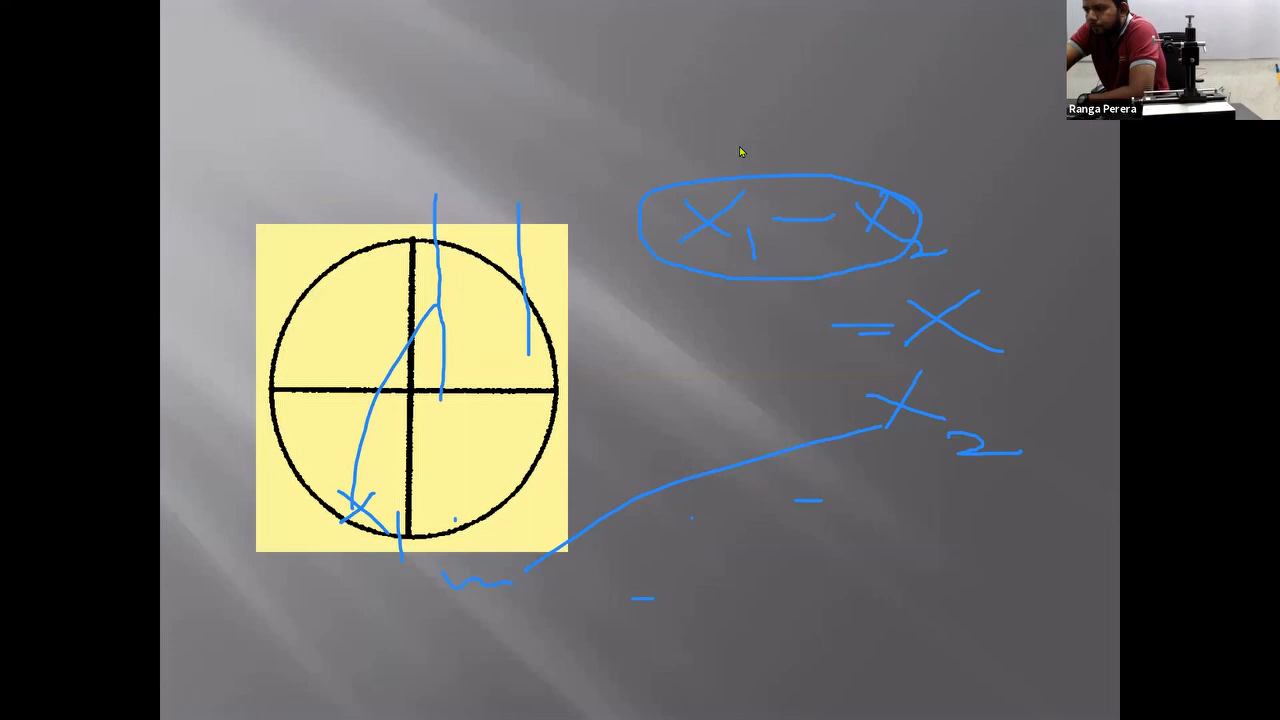 Ranga Perera
X₁ — X₂
= X
X₂
X₁